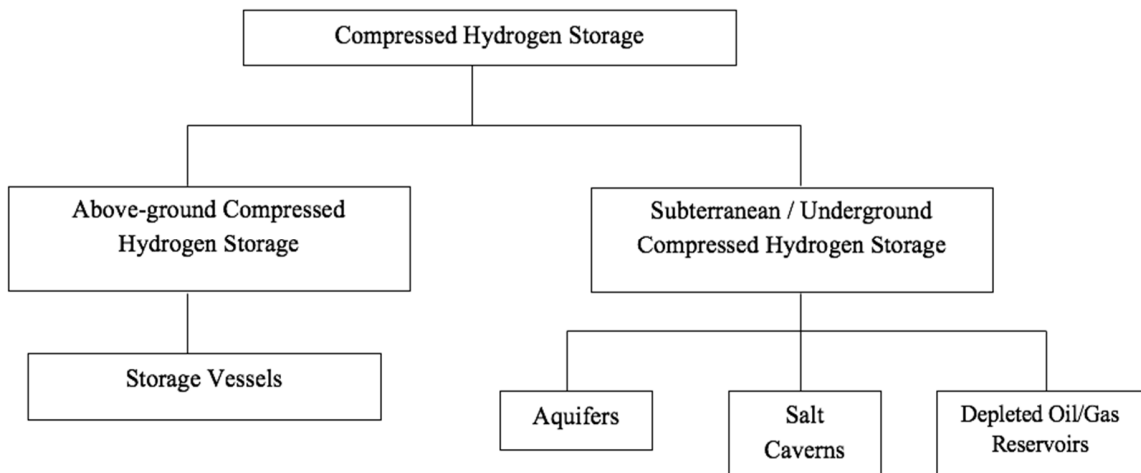 Compressed Hydrogen Storage
Above-ground Compressed
Hydrogen Storage
Subterranean / Underground
Compressed Hydrogen Storage
Storage Vessels
Aquifers
Salt
Caverns
Depleted Oil/Gas
Reservoirs